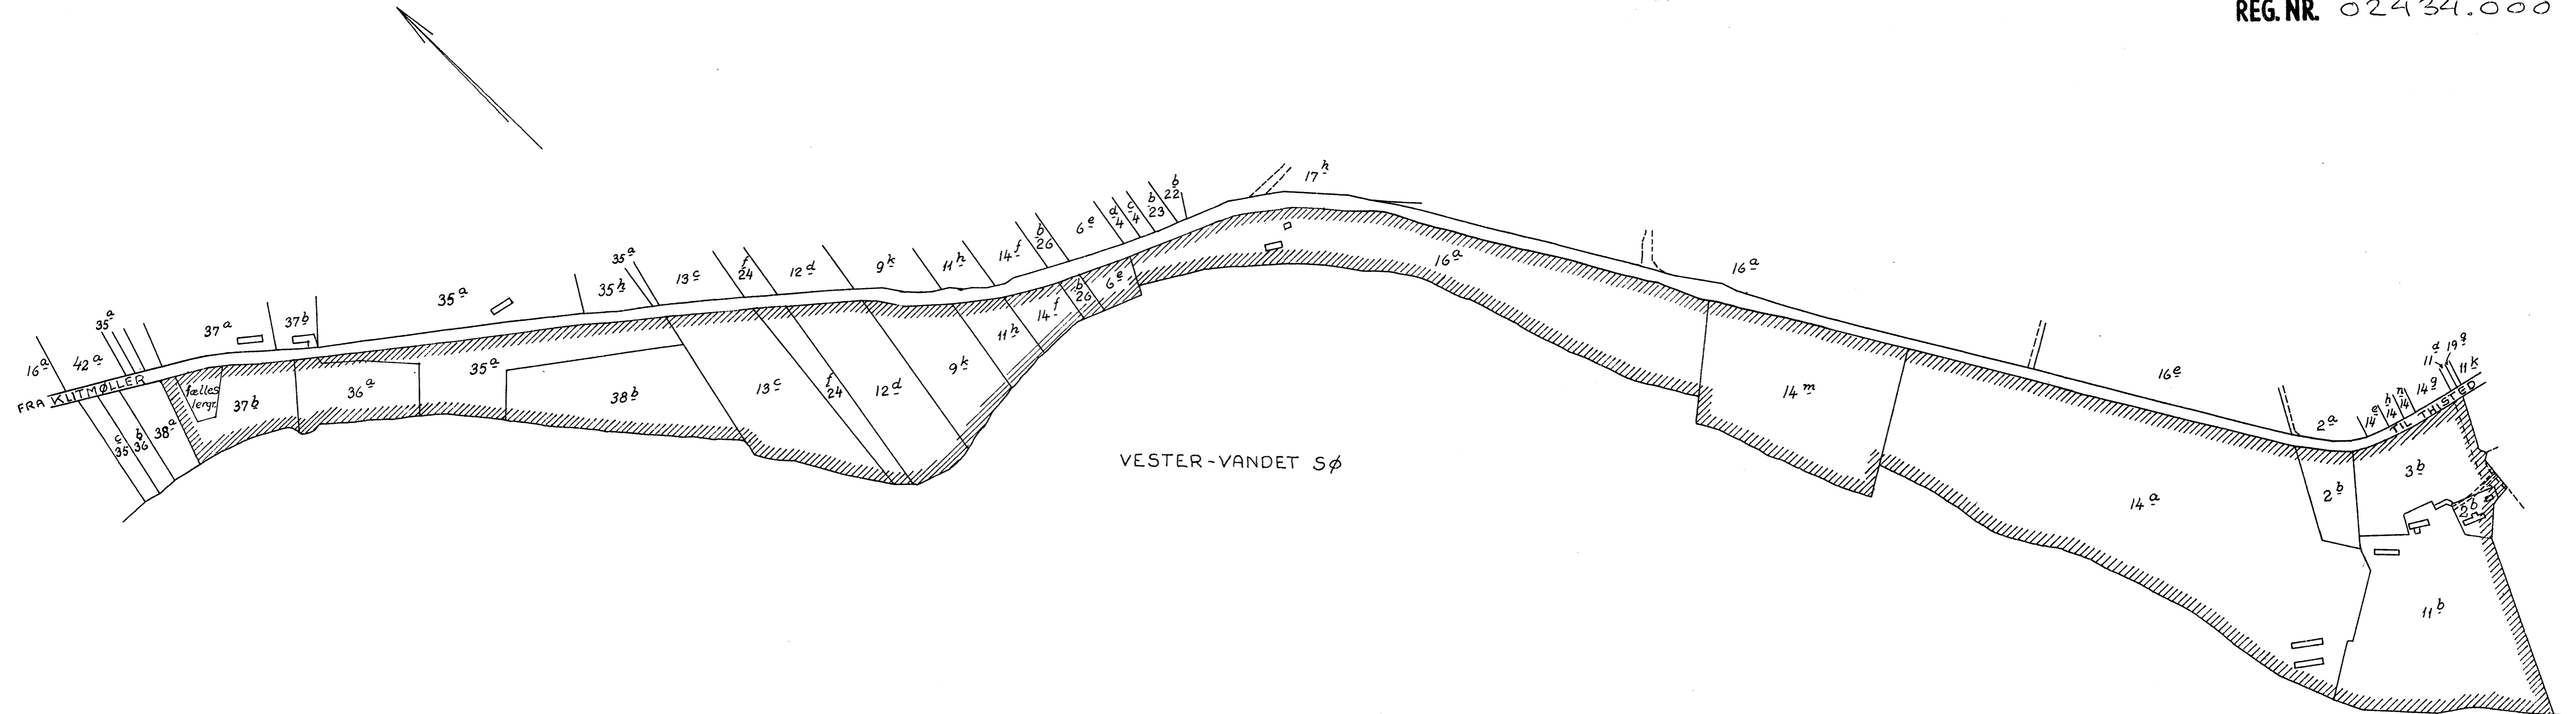 REG. NR. 02434.000
17h
b
22
b
23
c
4
d
4
6e
b
26
14f
11h
9k
12d
f
24
13c
35a
35h
35a
37b
37a
35a
42a
16a
FRA KLITMØLLER
c
35
b
36
38a
fælles
lergr.
37b
36a
35a
38b
13c
f
24
12d
9k
11h
14f
b
26
6e
16a
16a
14m
16e
14a
2a
14e
h
14
n
14
14g
d
11
19g
11k
TIL THISTED
2b
3b
2b
11b
VESTER-VANDET SØ